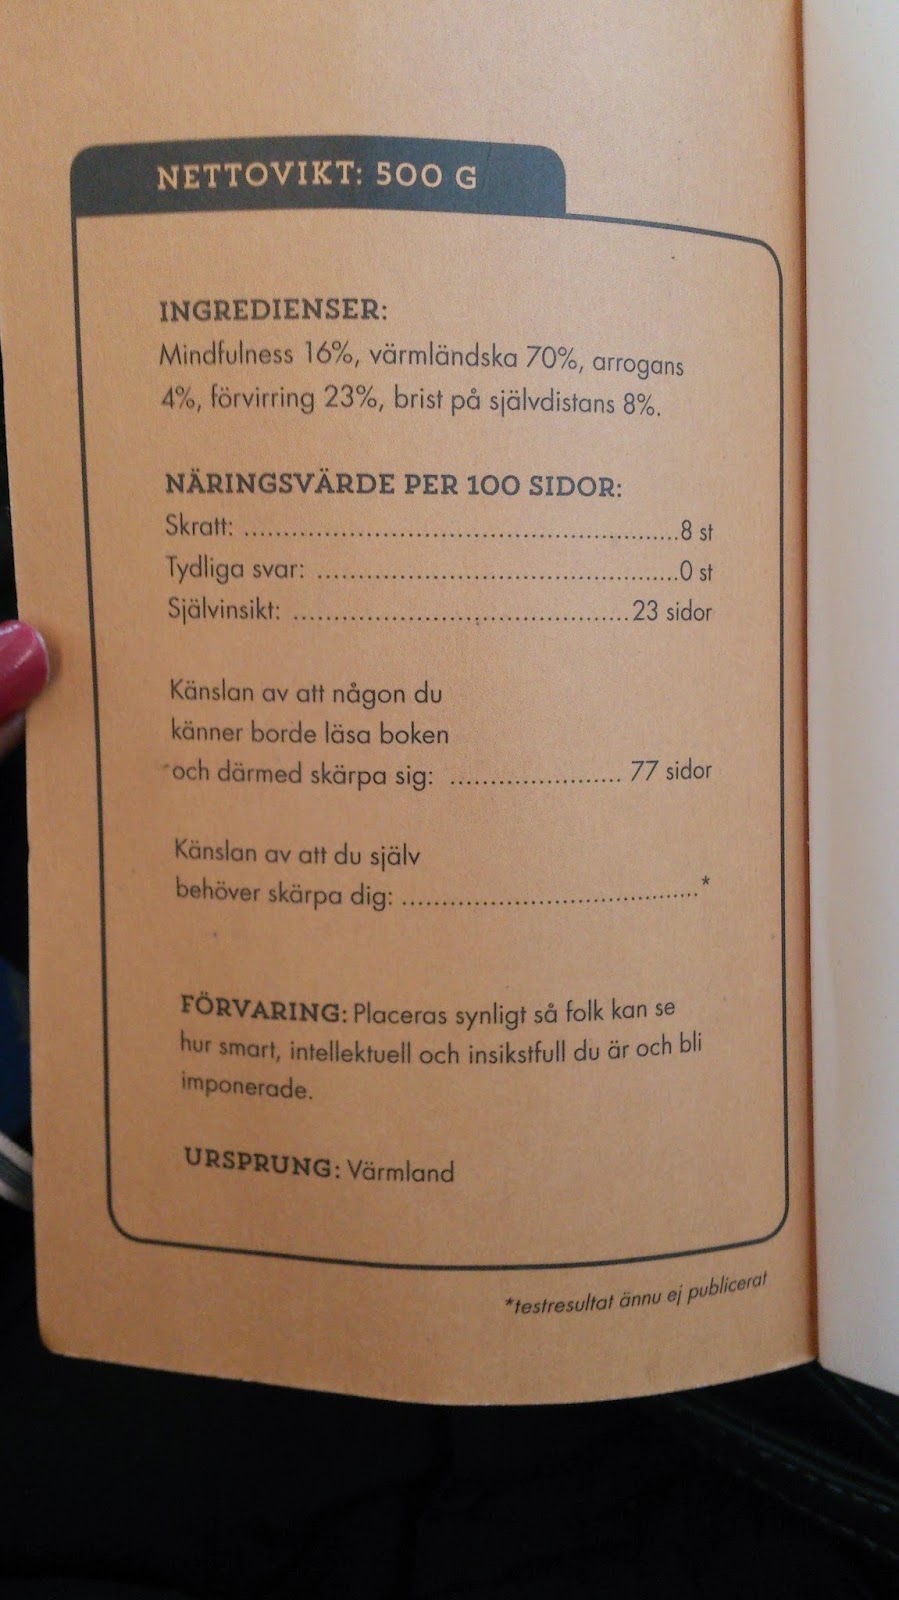 NETTOVIKT: 500 G
INGREDIENSER:
Mindfulness 16%, värmländska 70%, arrogans
4%, förvirring 23%, brist på självdistans 8%.
NÄRINGSVÄRDE PER 100 SIDOR:
Skratt: ........................................................8 st
Tydliga svar: ...............................................0 st
Självinsikt: ............................................23 sidor
Känslan av att någon du
känner borde läsa boken
och därmed skärpa sig: ...................... 77 sidor
Känslan av att du själv
behöver skärpa dig: ......................................*
FÖRVARING: Placeras synligt så folk kan se
hur smart, intellektuell och insikstfull du är och bli
imponerade.
URSPRUNG: Värmland
*testresultat ännu ej publicerat